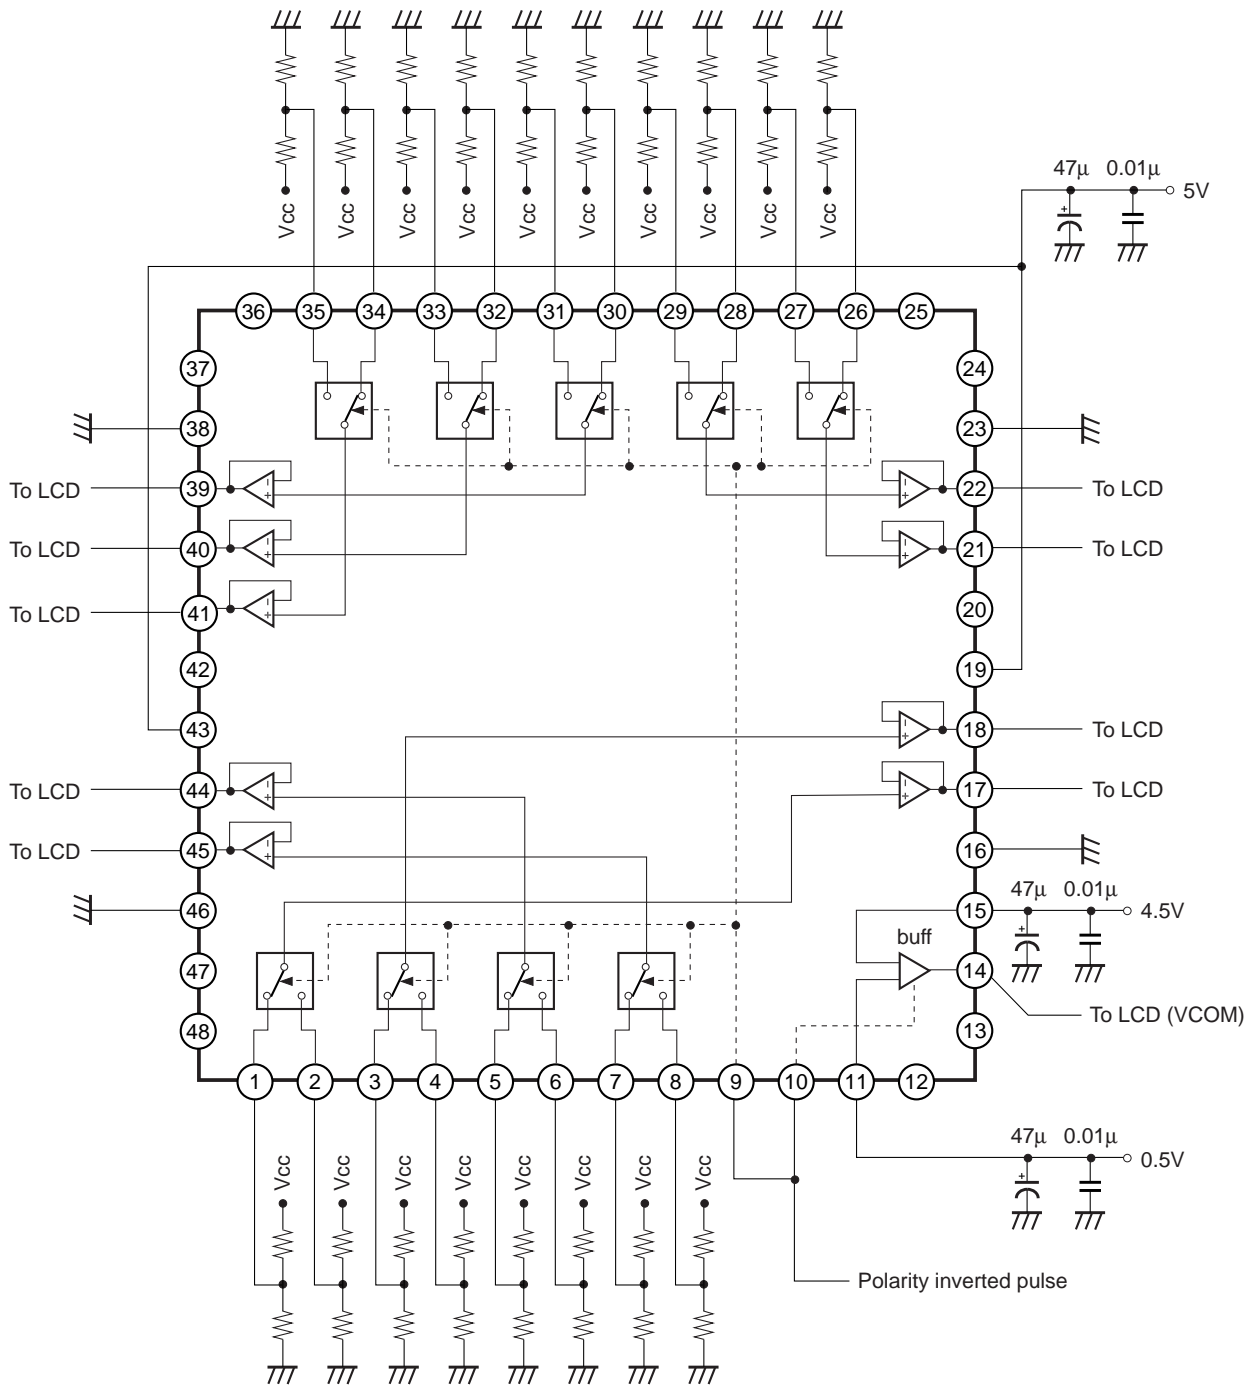 Vcc Vcc Vcc Vcc Vcc Vcc Vcc Vcc Vcc Vcc
47μ 0.01μ
+
5V
36 35 34 33 32 31 30 29 28 27 26 25
37 24
38 23
To LCD 39 − + − + 22 To LCD
To LCD 40 − + − + 21 To LCD
To LCD 41 − + 20
42 19
43 − + 18 To LCD
To LCD 44 − + − + 17 To LCD
To LCD 45 − + 16
47μ 0.01μ
46 15 4.5V
+
buff
47 14
To LCD (VCOM)
48 13
1 2 3 4 5 6 7 8 9 10 11 12
47μ 0.01μ
Vcc Vcc Vcc Vcc Vcc Vcc Vcc Vcc
0.5V
+
Polarity inverted pulse